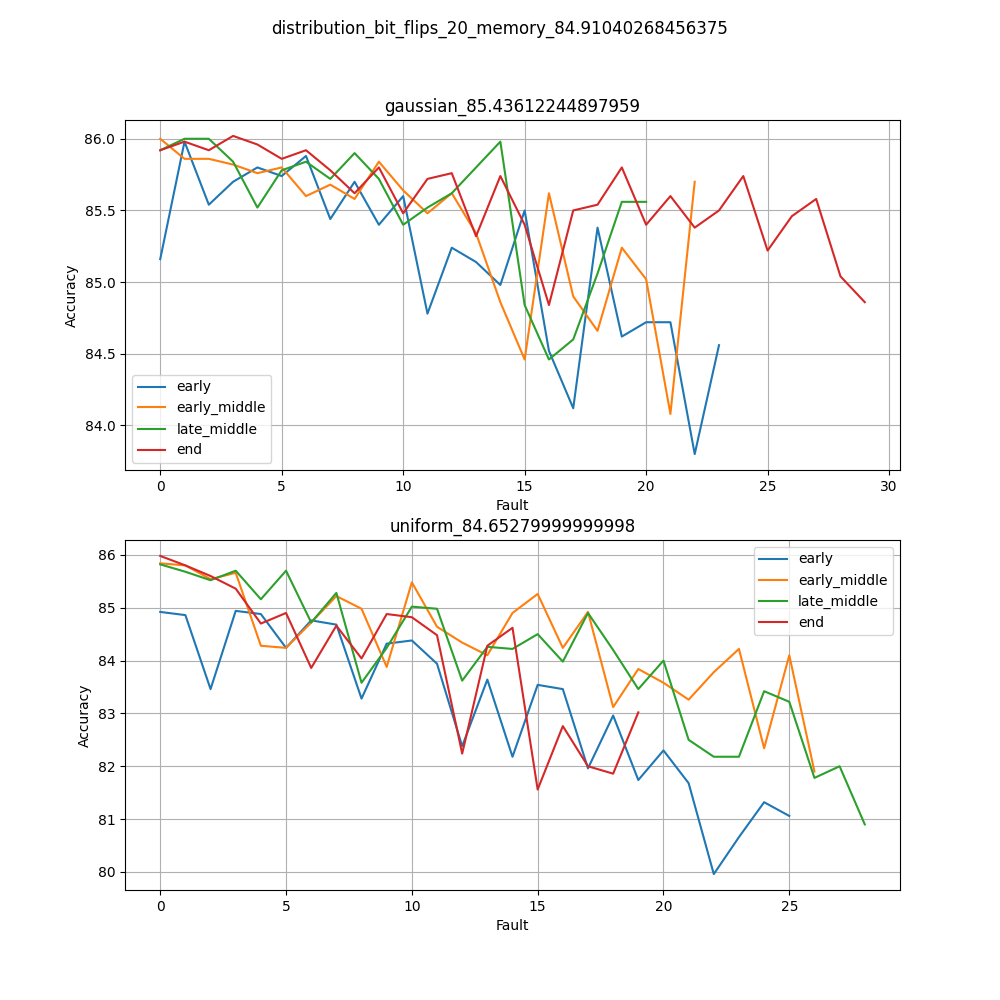 distribution_bit_flips_20_memory_84.91040268456375
gaussian_85.43612244897959
86.0
85.5
85.0
84.5
84.0
Accuracy
early
early_middle
late_middle
end
0 5 10 15 20 25 30
Fault
uniform_84.65279999999998
86
85
84
83
82
81
80
Accuracy
early
early_middle
late_middle
end
0 5 10 15 20 25
Fault